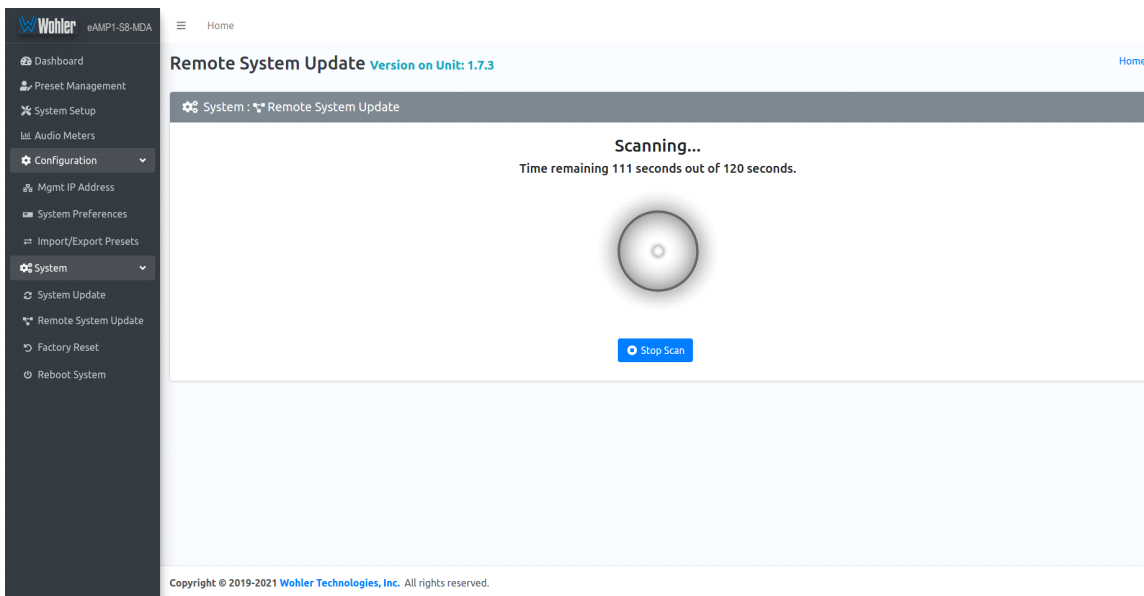 Wohler eAMP1-S8-MDA
Home
Dashboard
Preset Management
System Setup
Audio Meters
Configuration
Mgmt IP Address
System Preferences
Import/Export Presets
System
System Update
Remote System Update
Factory Reset
Reboot System
Remote System Update Version on Unit: 1.7.3
Home
System : Remote System Update
Scanning...
Time remaining 111 seconds out of 120 seconds.
Stop Scan
Copyright © 2019-2021 Wohler Technologies, Inc. All rights reserved.